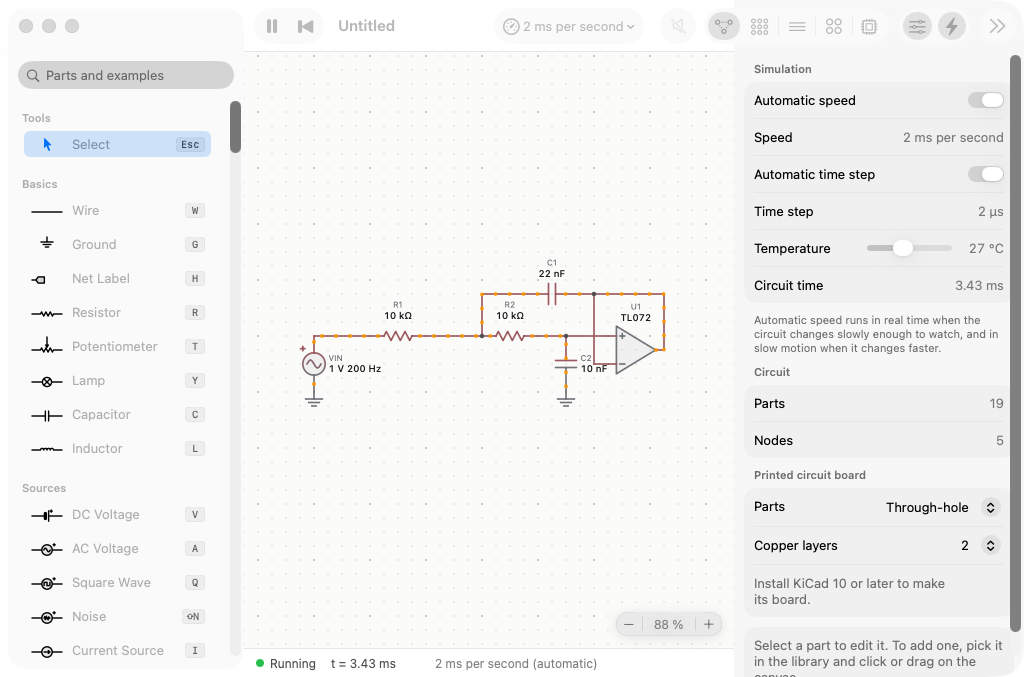 Untitled
2 ms per second
Parts and examples
Tools
Select Esc
Basics
Wire W
Ground G
Net Label H
Resistor R
Potentiometer T
Lamp Y
Capacitor C
Inductor L
Sources
DC Voltage V
AC Voltage A
Square Wave Q
Noise ⇧N
Current Source I
C1
22 nF
R1
10 kΩ
R2
10 kΩ
U1
TL072
VIN
1 V 200 Hz
C2
10 nF
− 88 % +
Running t = 3.43 ms 2 ms per second (automatic)
Simulation
Automatic speed
Speed 2 ms per second
Automatic time step
Time step 2 µs
Temperature 27 °C
Circuit time 3.43 ms
Automatic speed runs in real time when the
circuit changes slowly enough to watch, and in
slow motion when it changes faster.
Circuit
Parts 19
Nodes 5
Printed circuit board
Parts Through-hole
Copper layers 2
Install KiCad 10 or later to make
its board.
Select a part to edit it. To add one, pick it
in the library and click or drag on the
canvas.